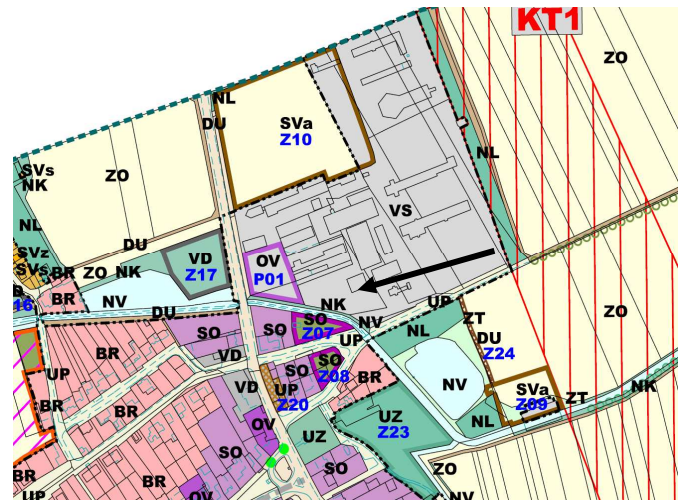 KT1
ZO
NL
DU
SVa
Z10
SVs
NK
ZO
NL
VS
NL
DU
SVz
SVs
BR
ZO
NK
VD
Z17
OV
P01
16
BR
NV
DU
NK
UP
SO
Z07
NV
NL
ZT
DU
Z24
ZO
SO
SO
UP
BR
VD
UP
SO
SO
Z08
BR
NV
BR
BR
VD
UP
Z20
SVa
Z09
ZT
NK
NL
OV
UZ
UZ
Z23
SO
BR
BR
SO
ZO
BR
UP
OV
NV